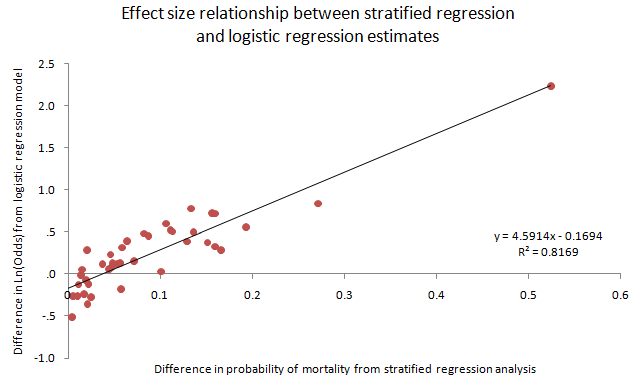 Effect size relationship between stratified regression
and logistic regression estimates
Difference in Ln(Odds) from logistic regression model
2.5
2.0
1.5
1.0
.5
.0
-.5
-1.0
0
0.1
0.2
0.3
0.4
0.5
0.6
y = 4.5914x - 0.1694
R² = 0.8169
Difference in probability of mortality from stratified regression analysis